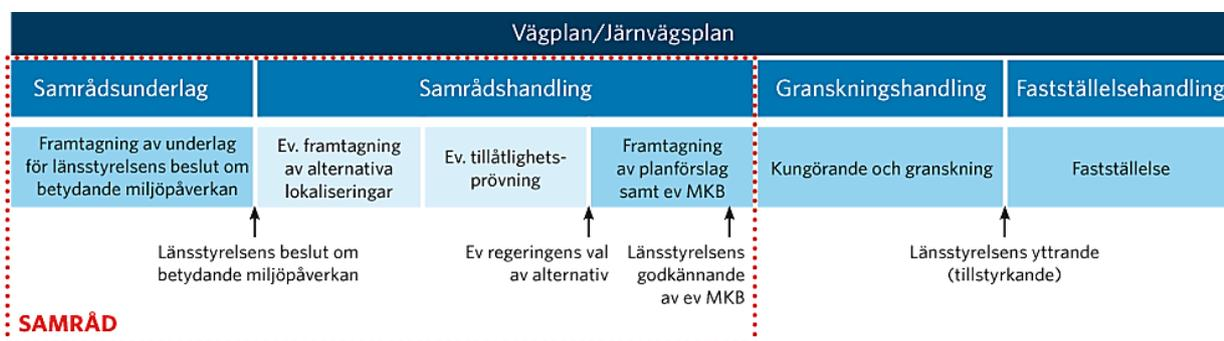 Vägplan/Järnvägsplan
Samrådsunderlag
Samrådshandling
Granskningshandling
Fastställelsehandling
Framtagning av underlag
för länsstyrelsens beslut om
betydande miljöpåverkan
Ev. framtagning
av alternativa
lokaliseringar
Ev. tillåtlighets-
prövning
Framtagning
av planförslag
samt ev MKB
Kungörande och granskning
Fastställelse
Länsstyrelsens beslut om
betydande miljöpåverkan
Ev regeringens val
av alternativ
Länsstyrelsens
godkännande
av ev MKB
Länsstyrelsens yttrande
(tillstyrkande)
SAMRÅD